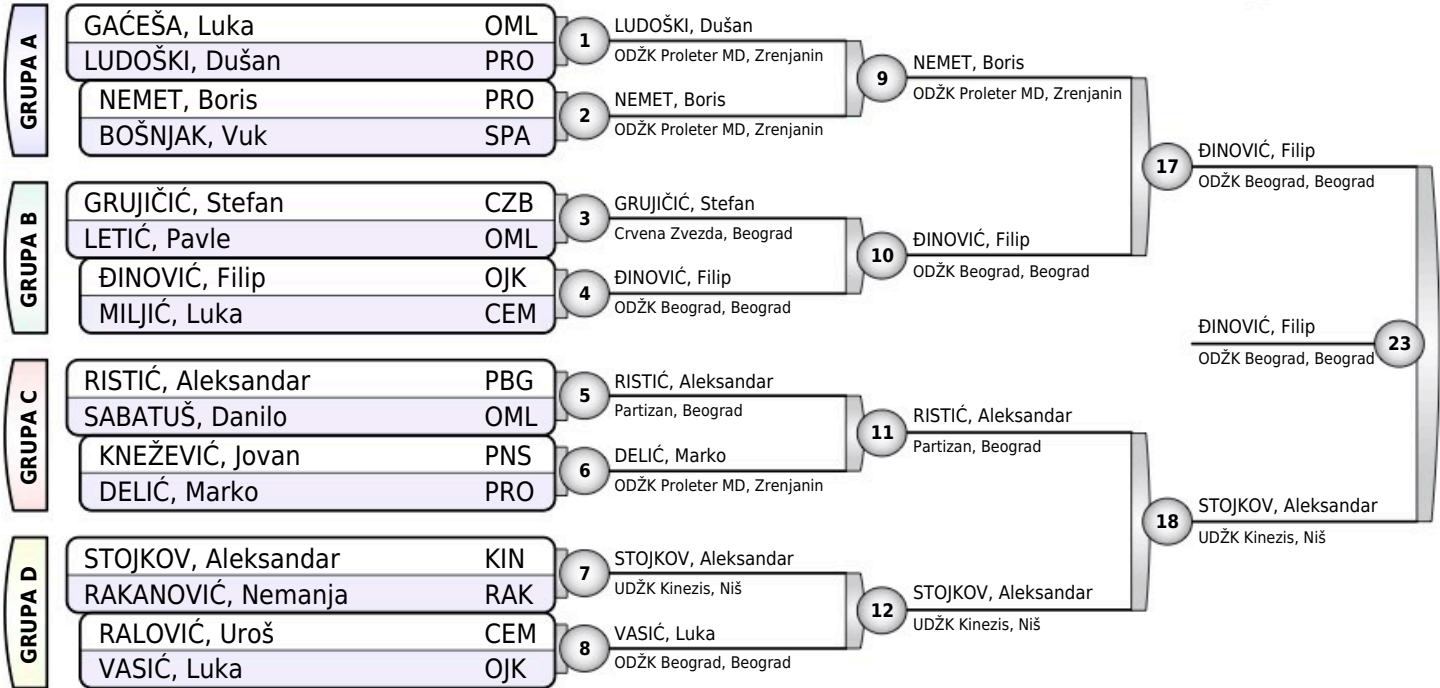 GRUPA A
GAĆEŠA, Luka OML
LUDOŠKI, Dušan PRO
NEMET, Boris PRO
BOŠNJAK, Vuk SPA
GRUPA B
GRUJIČIĆ, Stefan CZB
LETIĆ, Pavle OML
ĐINOVIĆ, Filip OJK
MILJIĆ, Luka CEM
GRUPA C
RISTIĆ, Aleksandar PBG
SABATUŠ, Danilo OML
KNEŽEVIĆ, Jovan PNS
DELIĆ, Marko PRO
GRUPA D
STOJKOV, Aleksandar KIN
RAKANOVIĆ, Nemanja RAK
RALOVIĆ, Uroš CEM
VASIĆ, Luka OJK
1
LUDOŠKI, Dušan
ODŽK Proleter MD, Zrenjanin
2
NEMET, Boris
ODŽK Proleter MD, Zrenjanin
3
GRUJIČIĆ, Stefan
Crvena Zvezda, Beograd
4
ĐINOVIĆ, Filip
ODŽK Beograd, Beograd
5
RISTIĆ, Aleksandar
Partizan, Beograd
6
DELIĆ, Marko
ODŽK Proleter MD, Zrenjanin
7
STOJKOV, Aleksandar
UDŽK Kinezis, Niš
8
VASIĆ, Luka
ODŽK Beograd, Beograd
9
NEMET, Boris
ODŽK Proleter MD, Zrenjanin
10
ĐINOVIĆ, Filip
ODŽK Beograd, Beograd
11
RISTIĆ, Aleksandar
Partizan, Beograd
12
STOJKOV, Aleksandar
UDŽK Kinezis, Niš
17
ĐINOVIĆ, Filip
ODŽK Beograd, Beograd
18
STOJKOV, Aleksandar
UDŽK Kinezis, Niš
ĐINOVIĆ, Filip
ODŽK Beograd, Beograd
23